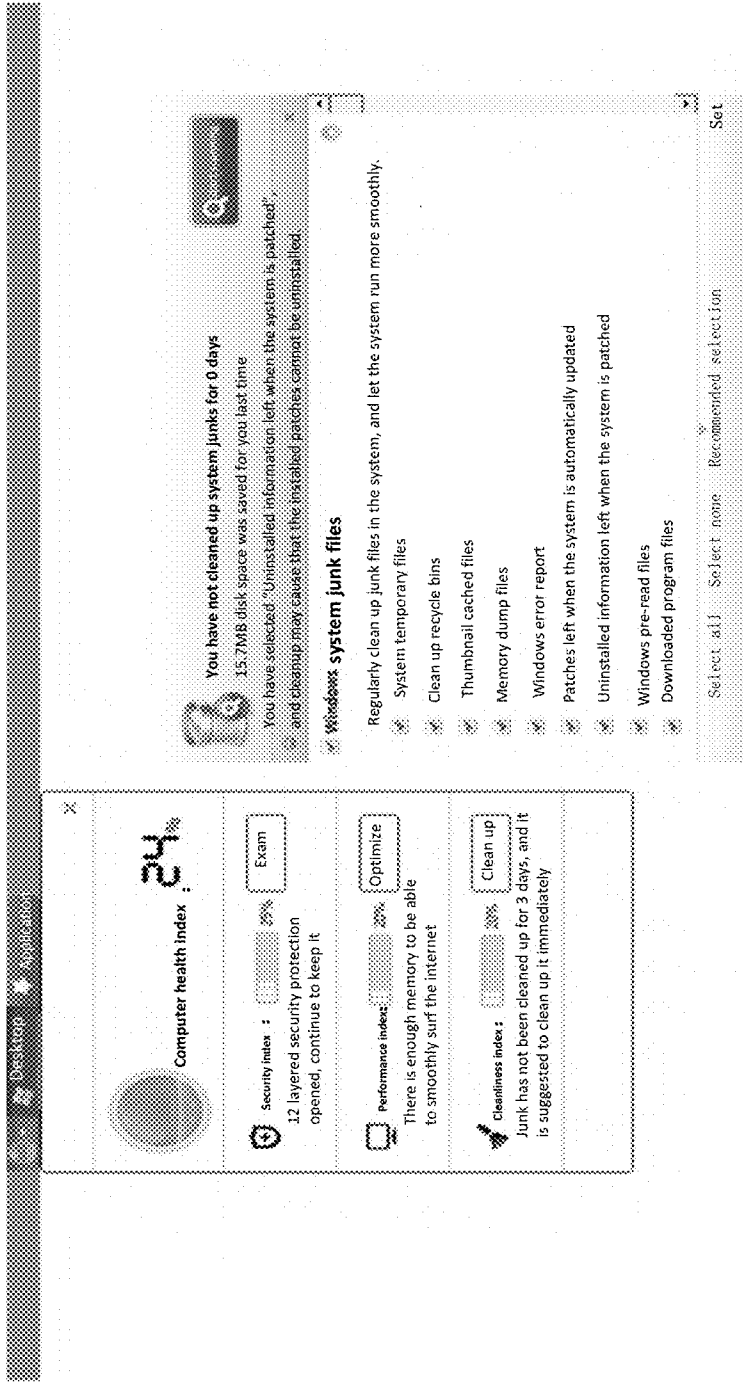 Desktop Application
X
Computer health index : 24%
Security index : 29% Exam
12 layered security protection
opened, continue to keep it
Performance index: 20% Optimize
There is enough memory to be able
to smoothly surf the internet
Cleanliness index : 20% Clean up
Junk has not been cleaned up for 3 days, and it
is suggested to clean up it immediately
You have not cleaned up system junks for 0 days
15.7MB disk space was saved for you last time
You have selected "Uninstalled information left when the system is patched",
and cleanup may cause that the installed patches cannot be uninstalled
Windows system junk files
Regularly clean up junk files in the system, and let the system run more smoothly.
System temporary files
Clean up recycle bins
Thumbnail cached files
Memory dump files
Windows error report
Patches left when the system is automatically updated
Uninstalled information left when the system is patched
Windows pre-read files
Downloaded program files
Select all Select none Recommended selection Set